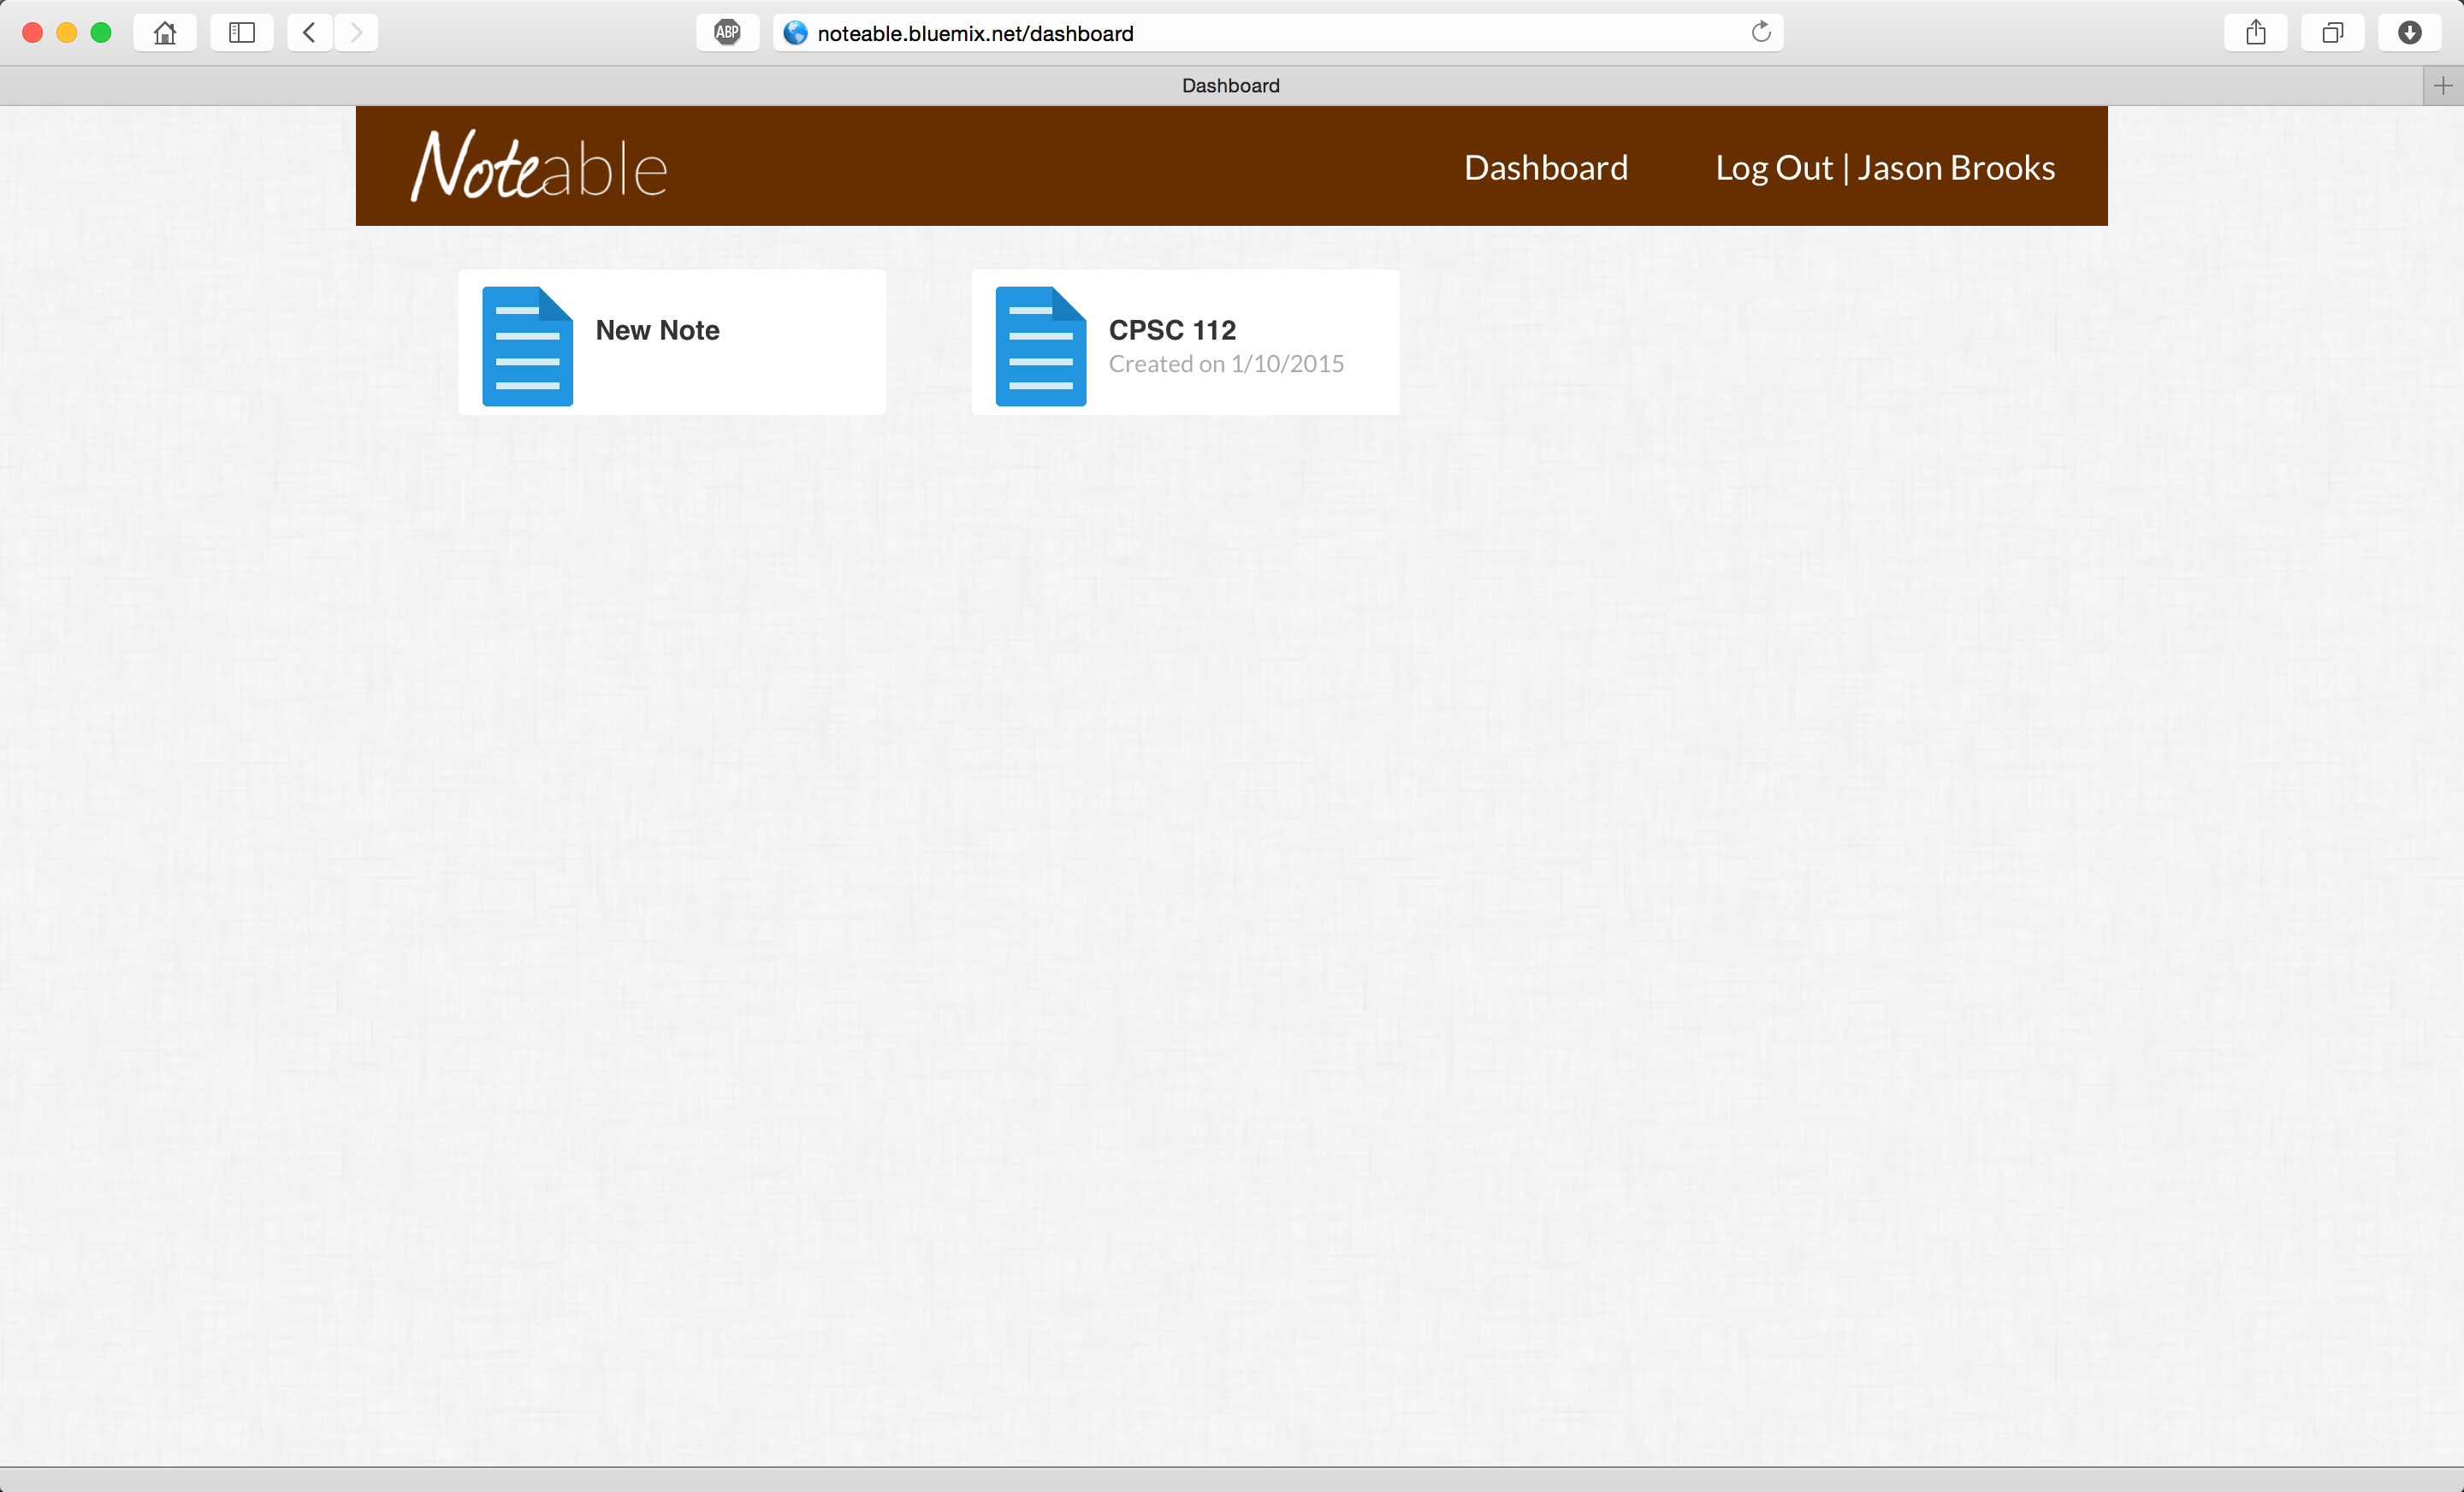 ABP
noteable.bluemix.net/dashboard
Dashboard
Noteable
Dashboard
Log Out | Jason Brooks
New Note
CPSC 112
Created on 1/10/2015